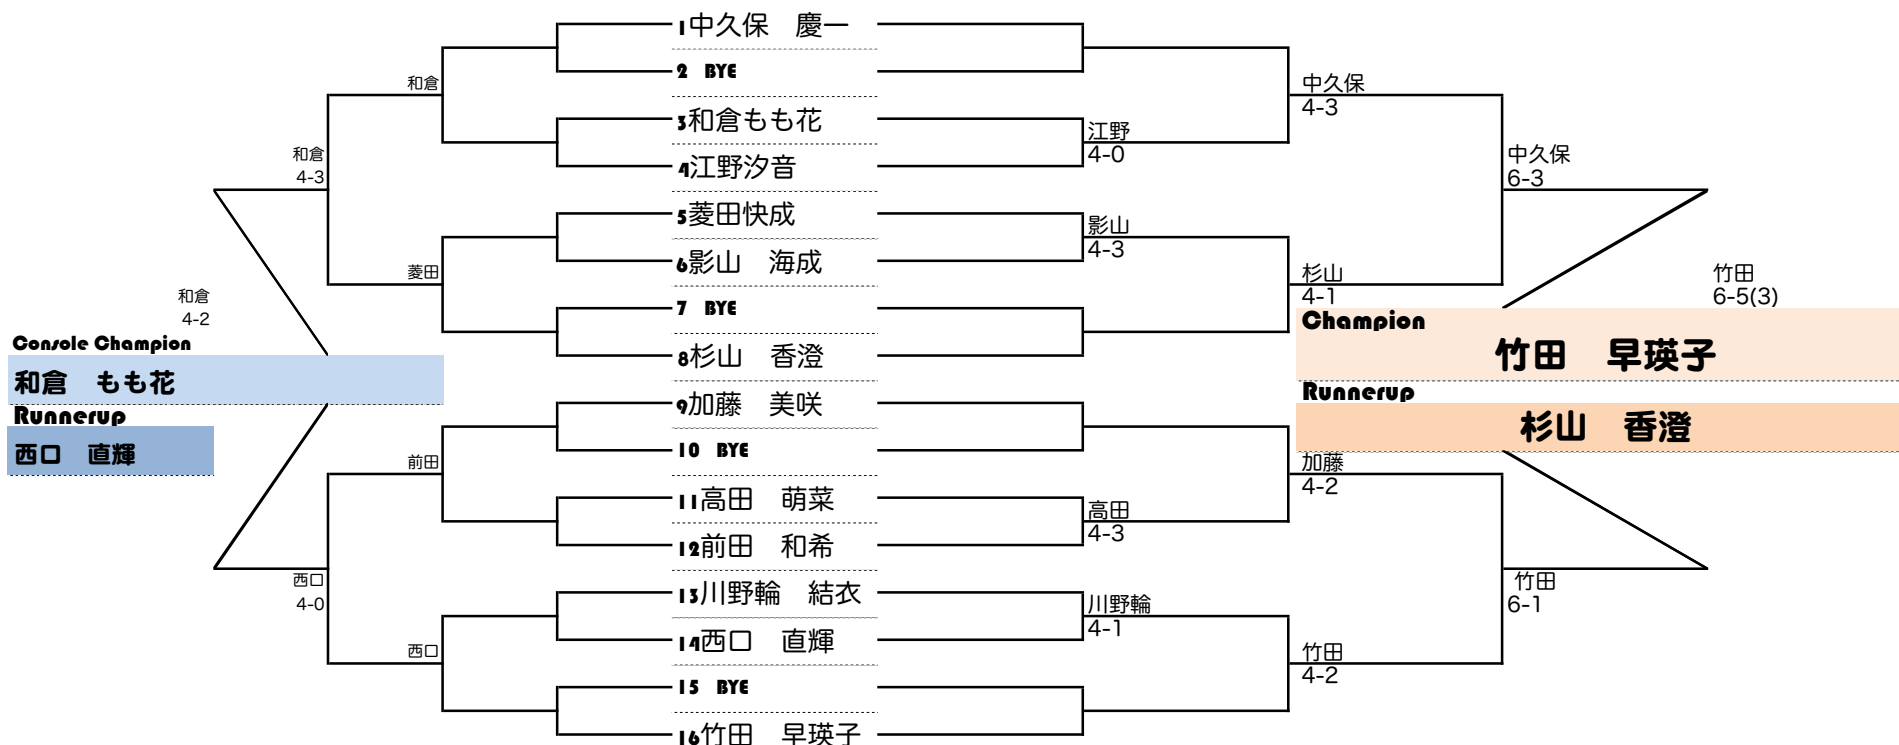 1中久保　慶一
2 BYE
3和倉もも花
4江野汐音
5菱田快成
6影山　海成
7 BYE
8杉山　香澄
9加藤　美咲
10 BYE
11高田　萌菜
12前田　和希
13川野輪　結衣
14西口　直輝
15 BYE
16竹田　早瑛子
江野
4-0
影山
4-3
高田
4-3
川野輪
4-1
中久保
4-3
杉山
4-1
加藤
4-2
竹田
4-2
中久保
6-3
竹田
6-1
竹田
6-5(3)
Champion
竹田　早瑛子
Runnerup
杉山　香澄
和倉
菱田
前田
西口
和倉
4-3
西口
4-0
和倉
4-2
Console Champion
和倉　もも花
Runnerup
西口　直輝